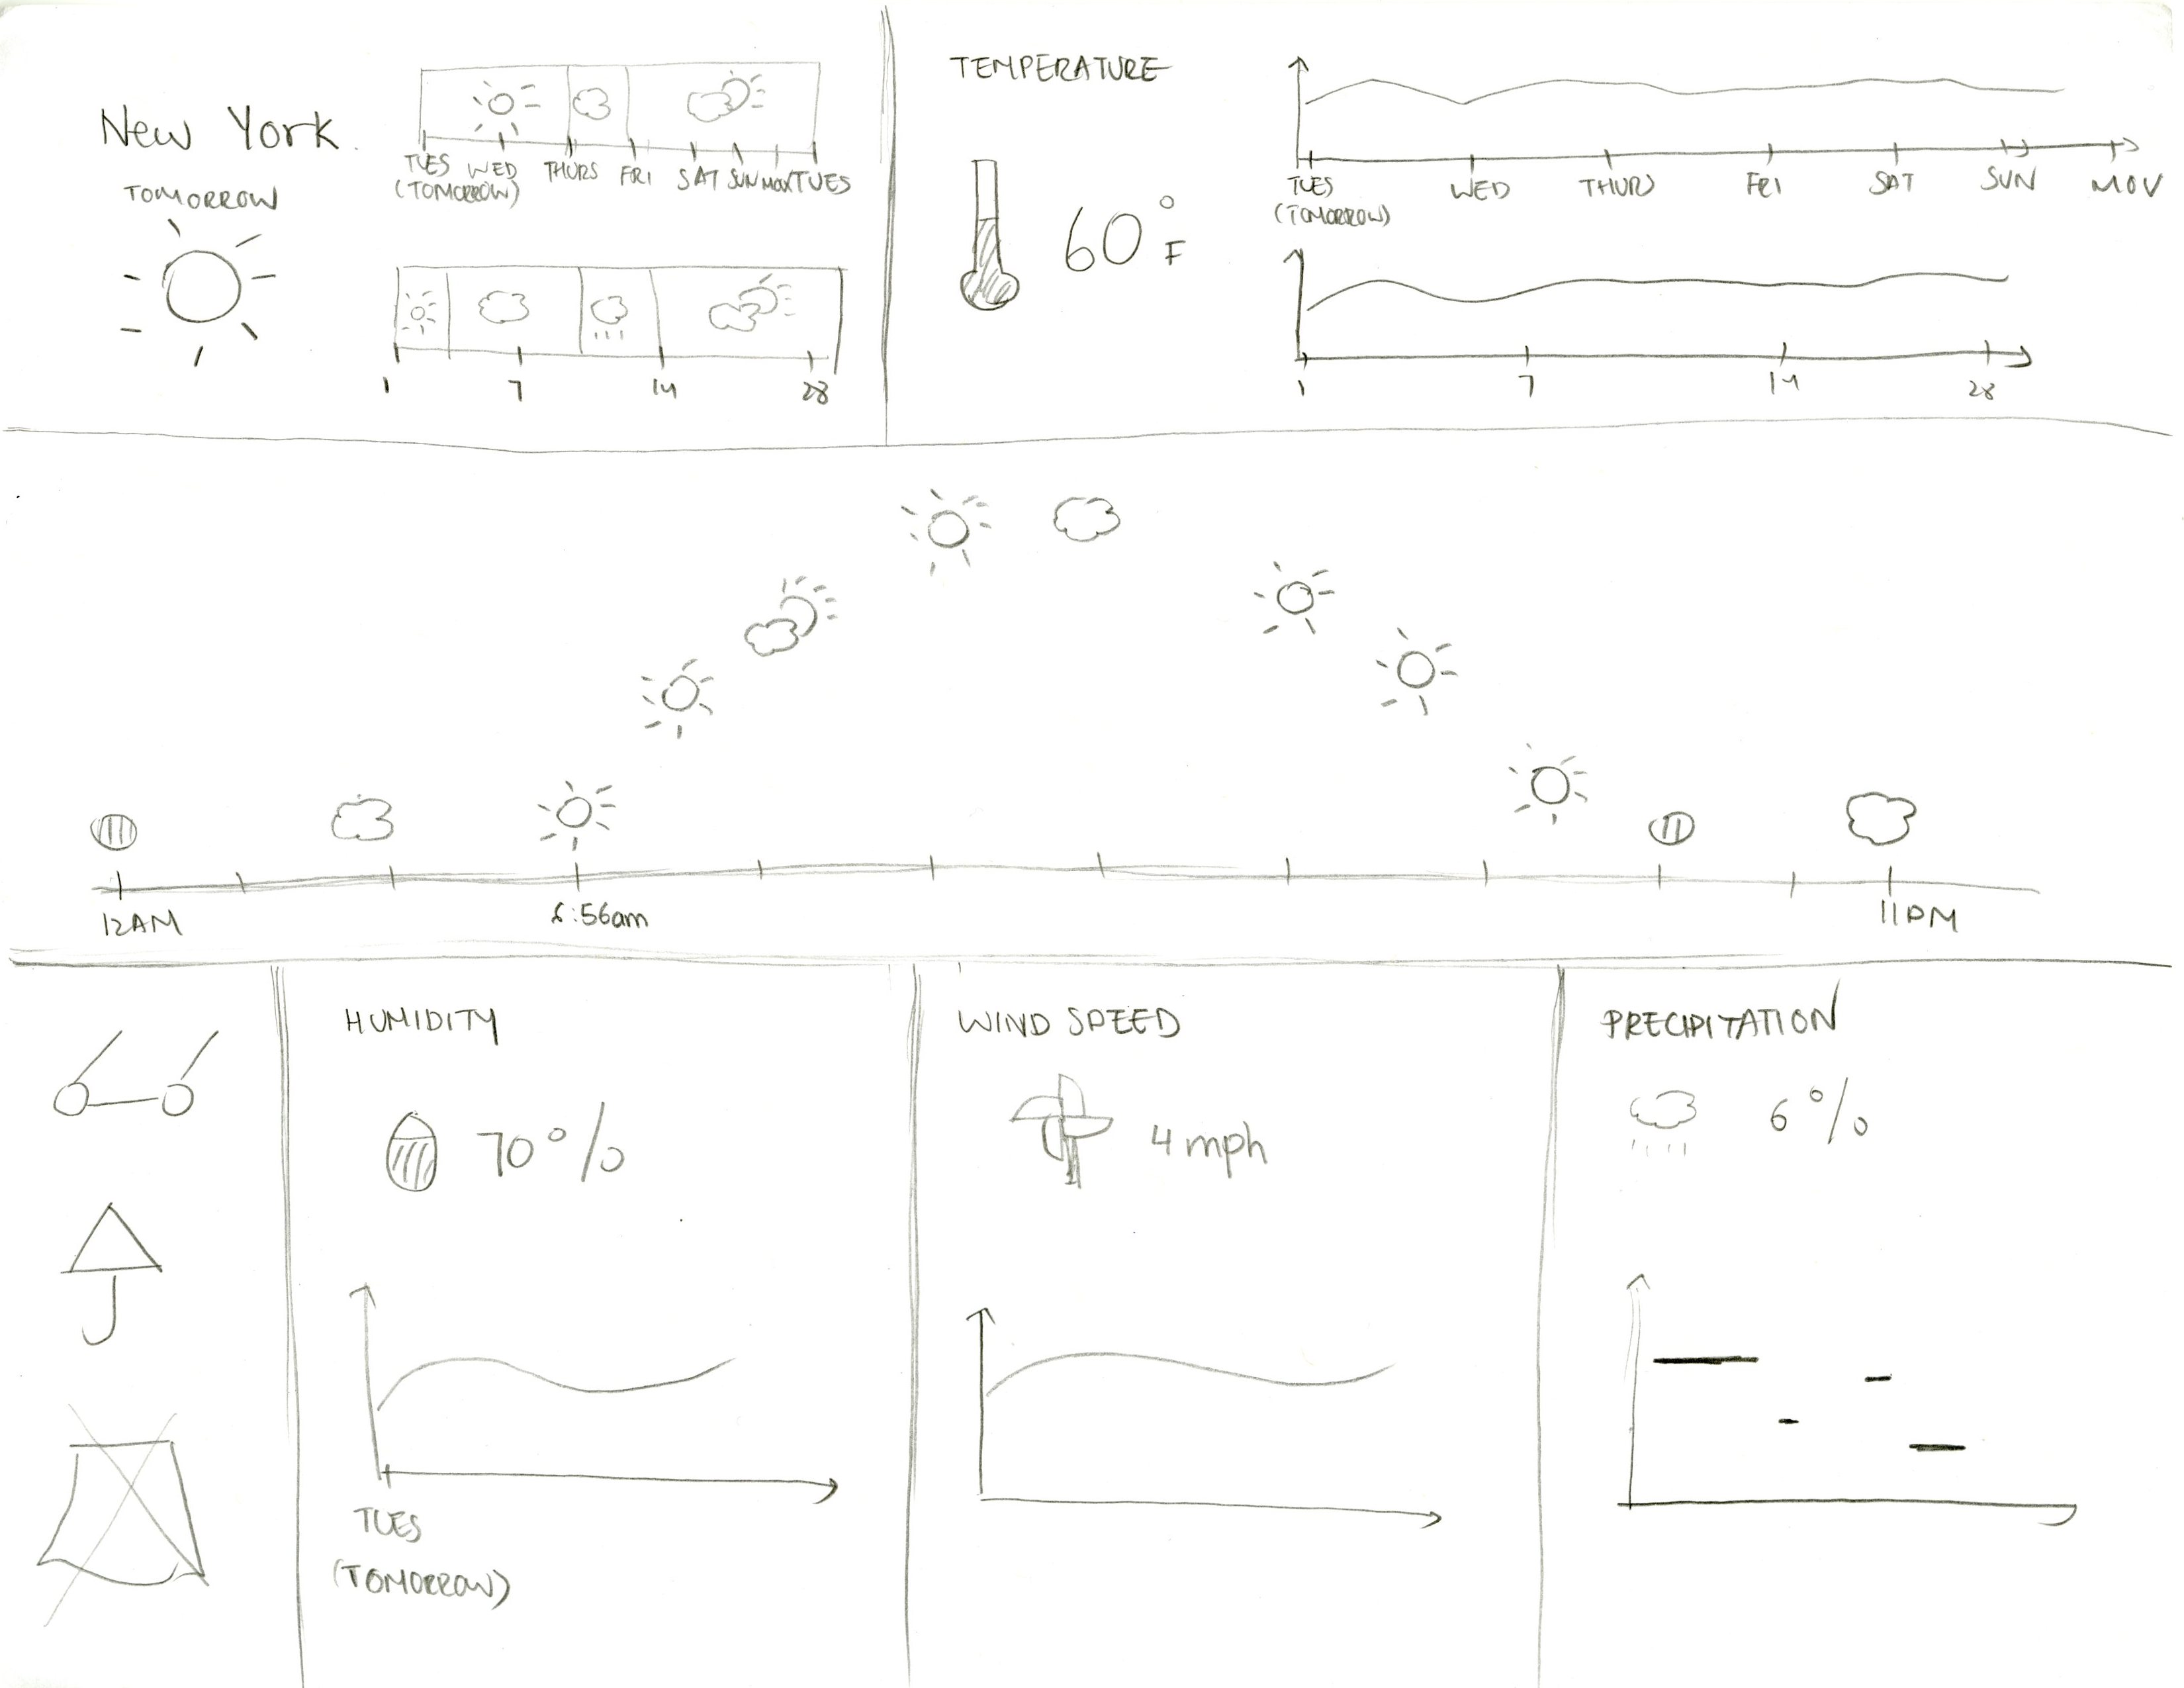 New York.
TOMORROW
TUES WED THURS FRI SAT SUN MON TUES
(TOMORROW)
1 7 14 28
TEMPERATURE
60°F
TUES WED THURS FRI SAT SUN MOV
(TOMORROW)
1 7 14 28
12AM 6:56am 11PM
HUMIDITY
70%
TUES
(TOMORROW)
WIND SPEED
4 mph
PRECIPITATION
6%